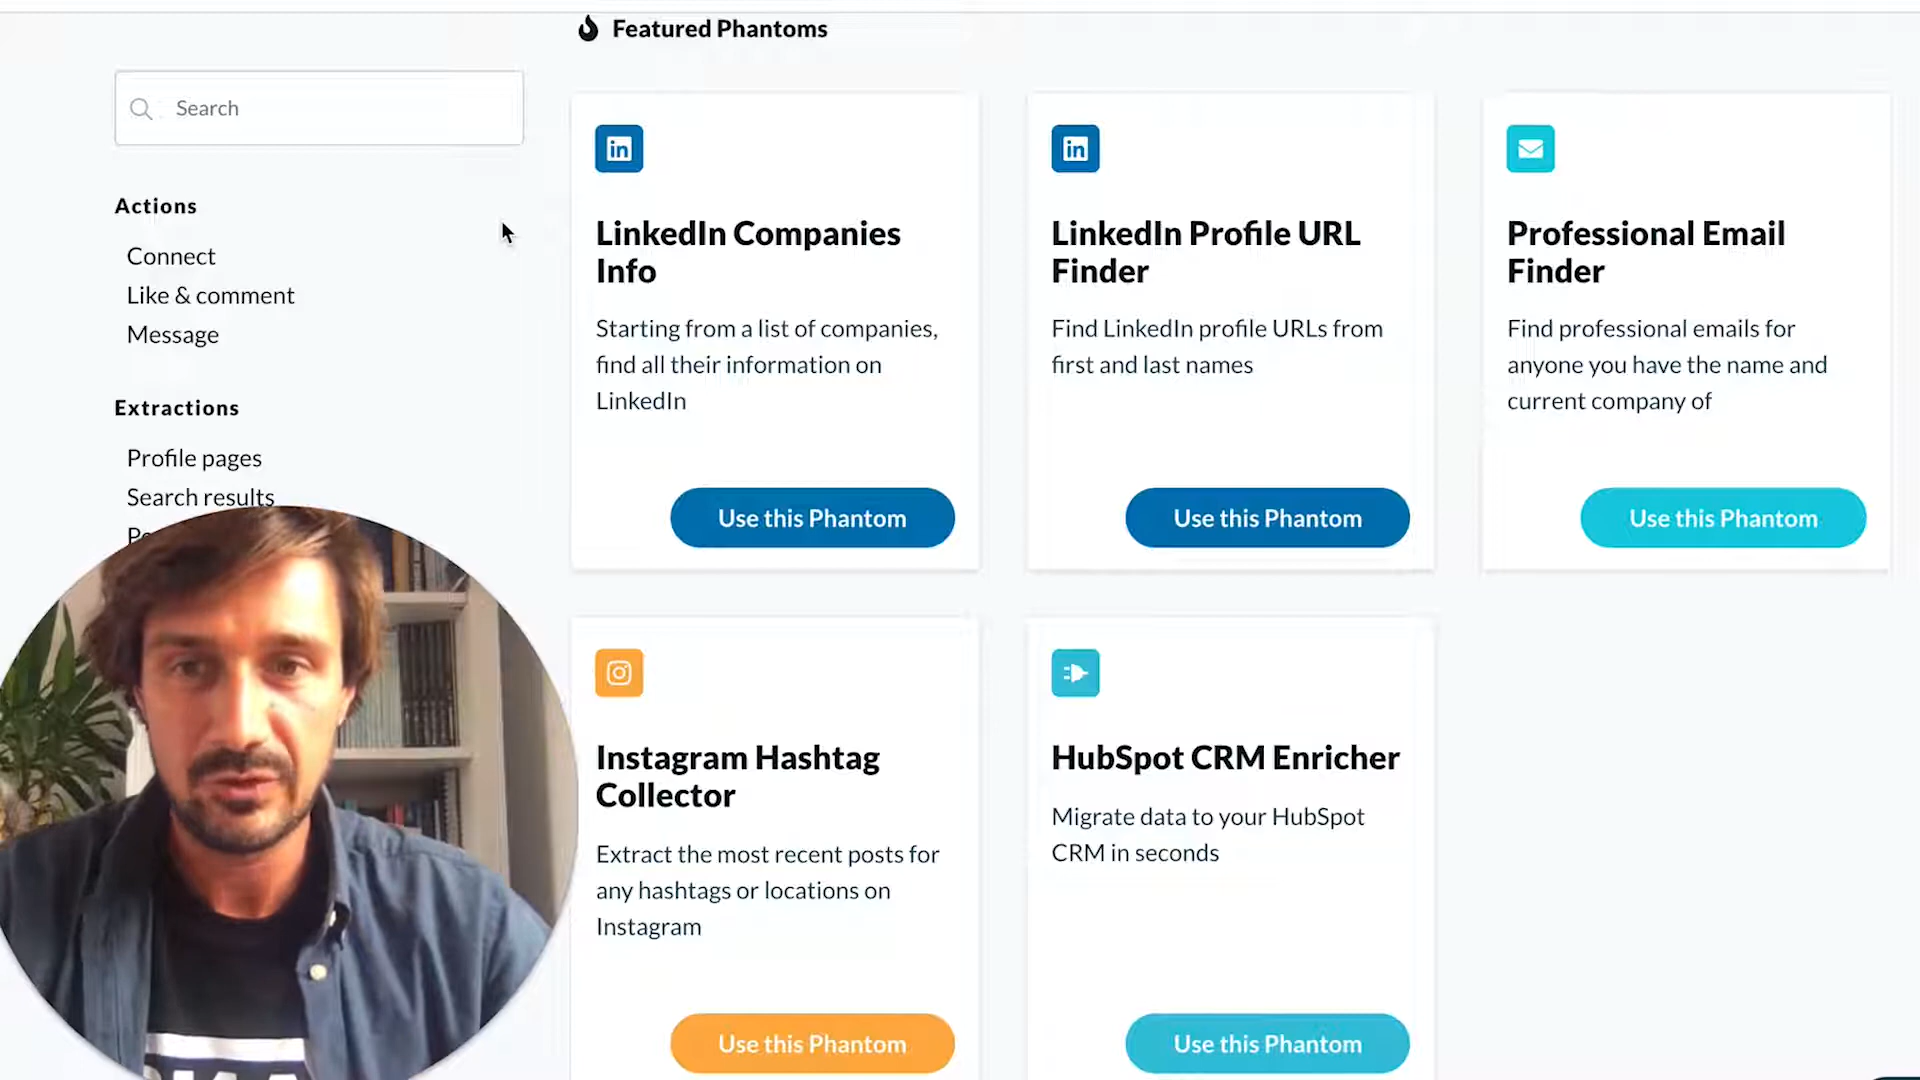 Featured Phantoms
Search
Actions
Connect
Like & comment
Message
Extractions
Profile pages
Search results
in
LinkedIn Companies
Info
Starting from a list of companies,
find all their information on
LinkedIn
Use this Phantom
in
LinkedIn Profile URL
Finder
Find LinkedIn profile URLs from
first and last names
Use this Phantom
Professional Email
Finder
Find professional emails for
anyone you have the name and
current company of
Use this Phantom
Instagram Hashtag
Collector
Extract the most recent posts for
any hashtags or locations on
Instagram
Use this Phantom
HubSpot CRM Enricher
Migrate data to your HubSpot
CRM in seconds
Use this Phantom